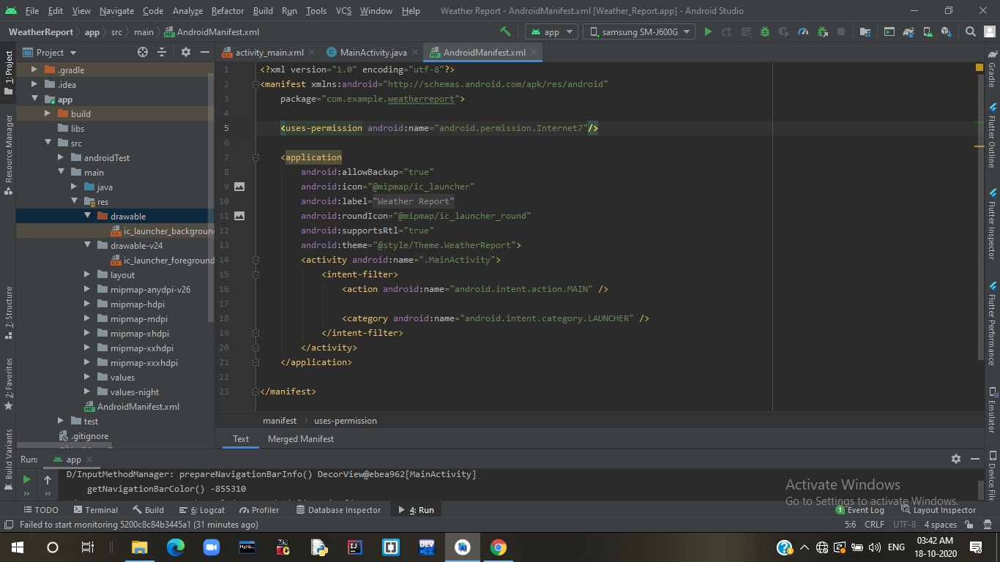 File Edit View Navigate Code Analyze Refactor Build Run Tools VCS Window Help Weather Report - AndroidManifest.xml [Weather_Report.app] - Android Studio
WeatherReport app src main AndroidManifest.xml app samsung SM-J600G
1: Project
Resource Manager
7: Structure
2: Favorites
Build Variants
Project
.gradle
.idea
app
build
libs
src
androidTest
main
java
res
drawable
ic_launcher_backgroun
drawable-v24
ic_launcher_foreground
layout
mipmap-anydpi-v26
mipmap-hdpi
mipmap-mdpi
mipmap-xhdpi
mipmap-xxhdpi
mipmap-xxxhdpi
values
values-night
AndroidManifest.xml
test
.gitignore
activity_main.xml MainActivity.java AndroidManifest.xml
1 <?xml version="1.0" encoding="utf-8"?>
2 <manifest xmlns:android="http://schemas.android.com/apk/res/android"
3 package="com.example.weatherreport">
4
5 <uses-permission android:name="android.permission.Internet7"/>
6
7 <application
8 android:allowBackup="true"
9 android:icon="@mipmap/ic_launcher"
10 android:label="Weather Report"
11 android:roundIcon="@mipmap/ic_launcher_round"
12 android:supportsRtl="true"
13 android:theme="@style/Theme.WeatherReport">
14 <activity android:name=".MainActivity">
15 <intent-filter>
16 <action android:name="android.intent.action.MAIN" />
17
18 <category android:name="android.intent.category.LAUNCHER" />
19 </intent-filter>
20 </activity>
21 </application>
22
23 </manifest>
manifest uses-permission
Text Merged Manifest
Gradle
Flutter Outline
Flutter Inspector
Flutter Performance
Emulator
Device File
Run: app
D/InputMethodManager: prepareNavigationBarInfo() DecorView@ebea962[MainActivity]
getNavigationBarColor() -855310
Activate Windows
Go to Settings to activate Windows.
TODO Terminal Build 6: Logcat Profiler Database Inspector 4: Run 1 Event Log Layout Inspector
Failed to start monitoring 5200c8c84b3445a1 (31 minutes ago) 5:6 CRLF UTF-8 4 spaces
ENG 03:42 AM
18-10-2020